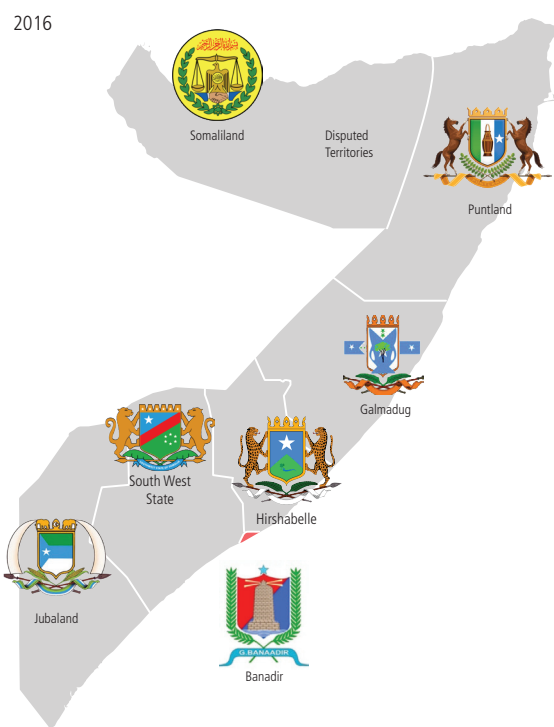 2016
Somaliland
Disputed
Territories
Puntland
Galmadug
South West
State
Hirshabelle
Jubaland
G.BANAADIR
Banadir